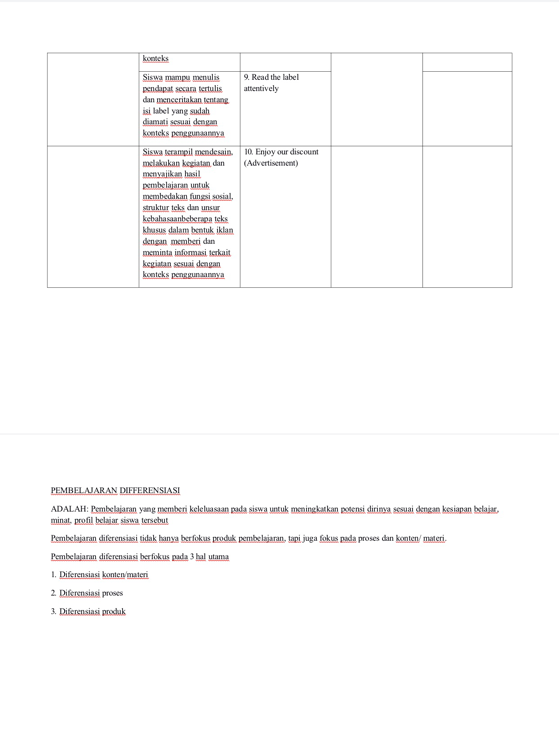 konteks
Siswa mampu menulis
pendapat secara tertulis
dan menceritakan tentang
isi label yang sudah
diamati sesuai dengan
konteks penggunaannya
9. Read the label
attentively
Siswa terampil mendesain,
melakukan kegiatan dan
menyajikan hasil
pembelajaran untuk
membedakan fungsi sosial,
struktur teks dan unsur
kebahasaanbeberapa teks
khusus dalam bentuk iklan
dengan  memberi dan
meminta informasi terkait
kegiatan sesuai dengan
konteks penggunaannya
10. Enjoy our discount
(Advertisement)
PEMBELAJARAN DIFFERENSIASI
ADALAH: Pembelajaran yang memberi keleluasaan pada siswa untuk meningkatkan potensi dirinya sesuai dengan kesiapan belajar,
minat, profil belajar siswa tersebut
Pembelajaran diferensiasi tidak hanya berfokus produk pembelajaran, tapi juga fokus pada proses dan konten/ materi.
Pembelajaran diferensiasi berfokus pada 3 hal utama
1. Diferensiasi konten/materi
2. Diferensiasi proses
3. Diferensiasi produk